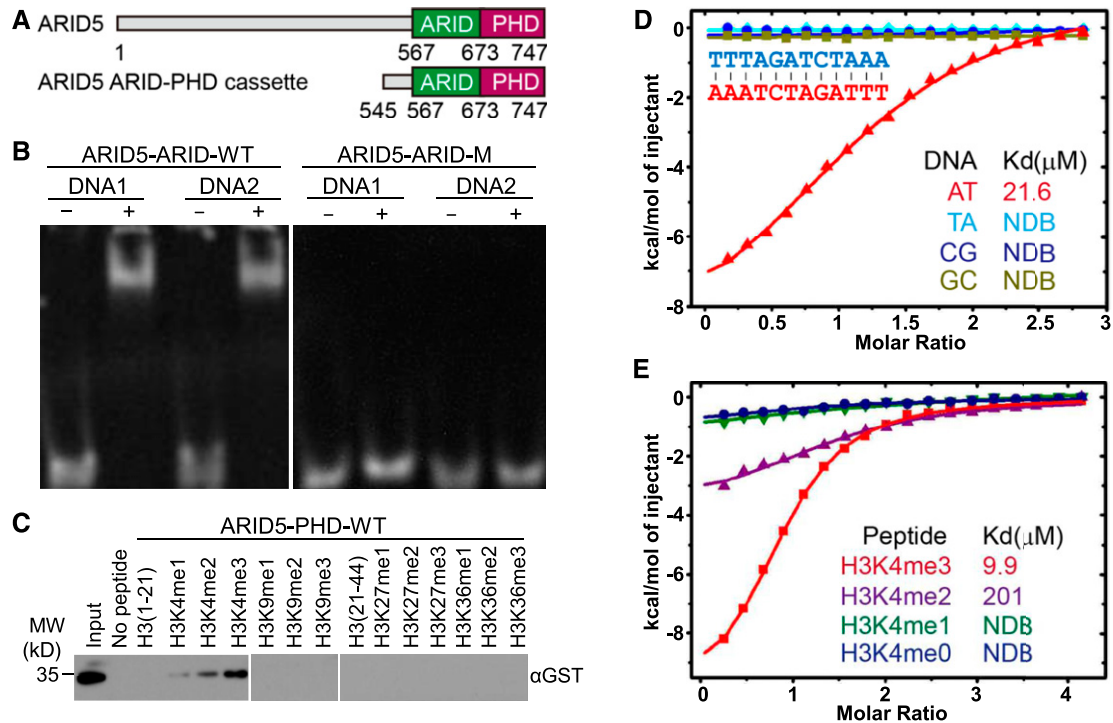 A
ARID5
ARID PHD
1 567 673 747
ARID5 ARID-PHD cassette
ARID PHD
545 567 673 747
B
ARID5-ARID-WT ARID5-ARID-M
DNA1 DNA2 DNA1 DNA2
− + − + − + − +
C
ARID5-PHD-WT
MW
(kD)
Input
No peptide
H3(1-21)
H3K4me1
H3K4me2
H3K4me3
H3K9me1
H3K9me2
H3K9me3
H3(21-44)
H3K27me1
H3K27me2
H3K27me3
H3K36me1
H3K36me2
H3K36me3
35
αGST
D
kcal/mol of injectant
0
-2
-4
-6
-8
TTTAGATCTAAA
AAATCTAGATTT
DNA Kd(μM)
AT 21.6
TA NDB
CG NDB
GC NDB
0 0.5 1 1.5 2 2.5 3
Molar Ratio
E
kcal/mol of injectant
0
-2
-4
-6
-8
Peptide Kd(μM)
H3K4me3 9.9
H3K4me2 201
H3K4me1 NDB
H3K4me0 NDB
0 1 2 3 4
Molar Ratio